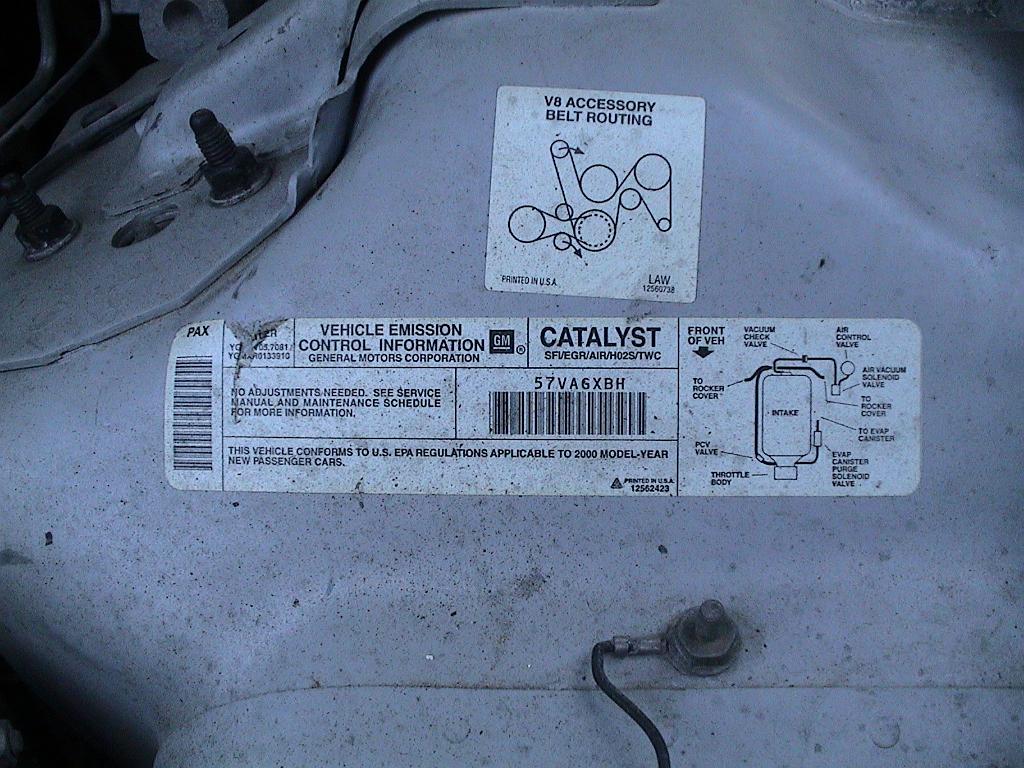 V8 ACCESSORY
BELT ROUTING
PRINTED IN U.S.A.
LAW
12560738
PAX
VEHICLE EMISSION
CONTROL INFORMATION
GENERAL MOTORS CORPORATION
GM ®
CATALYST
SFI/EGR/AIR/HO2S/TWC
NO ADJUSTMENTS NEEDED. SEE SERVICE
MANUAL AND MAINTENANCE SCHEDULE
FOR MORE INFORMATION.
57VA6XBH
THIS VEHICLE CONFORMS TO U.S. EPA REGULATIONS APPLICABLE TO 2000 MODEL-YEAR
NEW PASSENGER CARS.
PRINTED IN U.S.A.
12562423
FRONT
OF VEH
VACUUM
CHECK
VALVE
AIR
CONTROL
VALVE
AIR VACUUM
SOLENOID
VALVE
TO
ROCKER
COVER
TO
ROCKER
COVER
INTAKE
TO EVAP
CANISTER
PCV
VALVE
EVAP
CANISTER
PURGE
SOLENOID
VALVE
THROTTLE
BODY